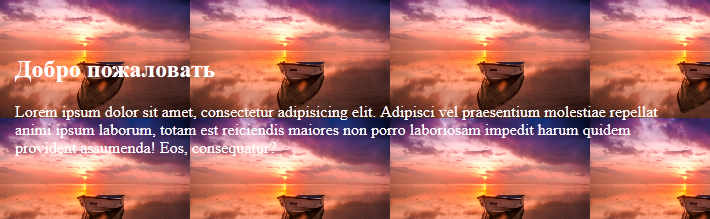 Добро пожаловать
Lorem ipsum dolor sit amet, consectetur adipisicing elit. Adipisci vel praesentium molestiae repellat
animi ipsum laborum, totam est reiciendis maiores non porro laboriosam impedit harum quidem
provident assumenda! Eos, consequatur?